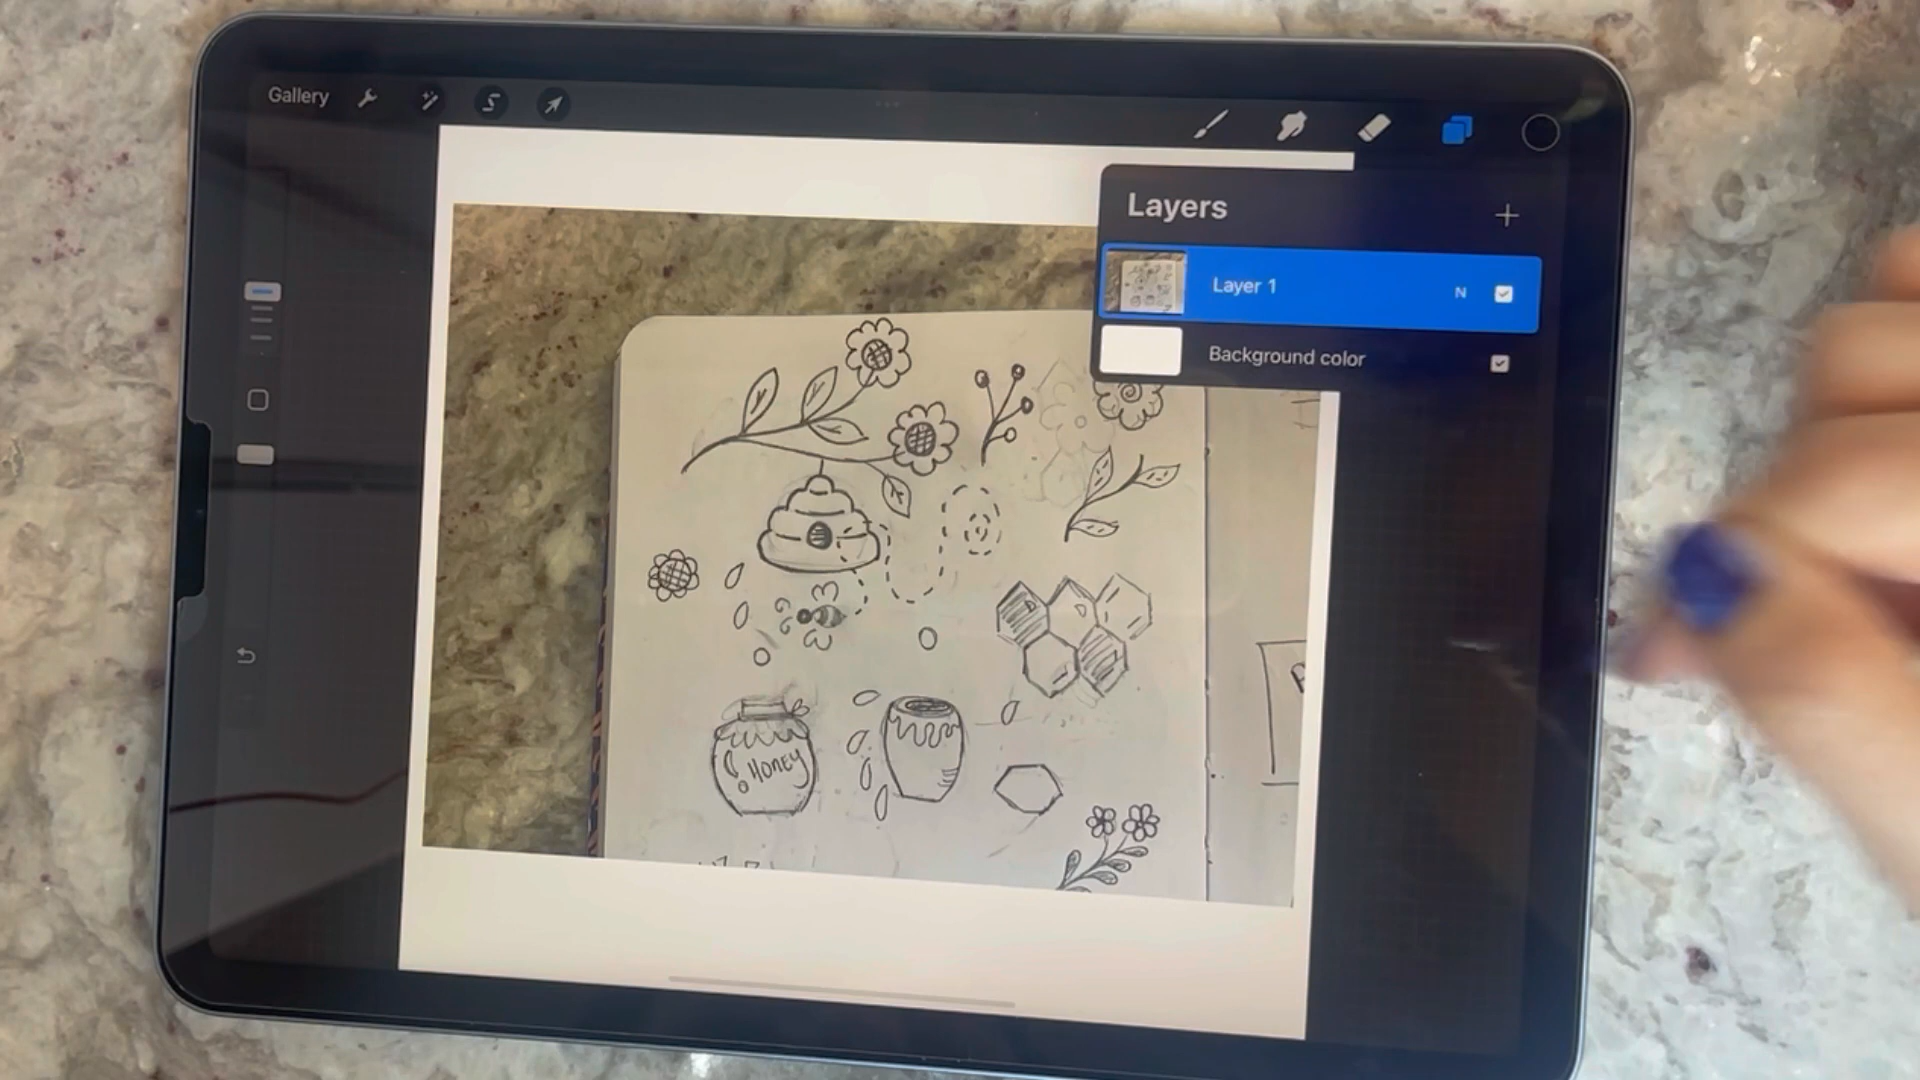 Gallery
Layers
Layer 1 N
Background color
Honey